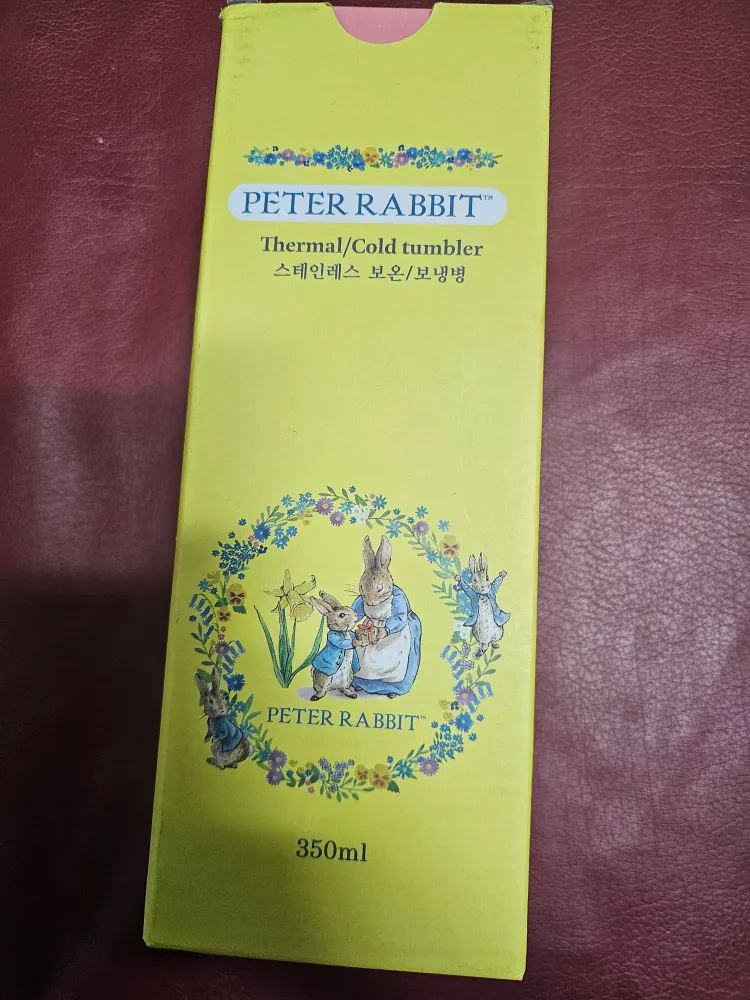 PETER RABBIT™
Thermal/Cold tumbler
스테인레스 보온/보냉병
PETER RABBIT™
350ml